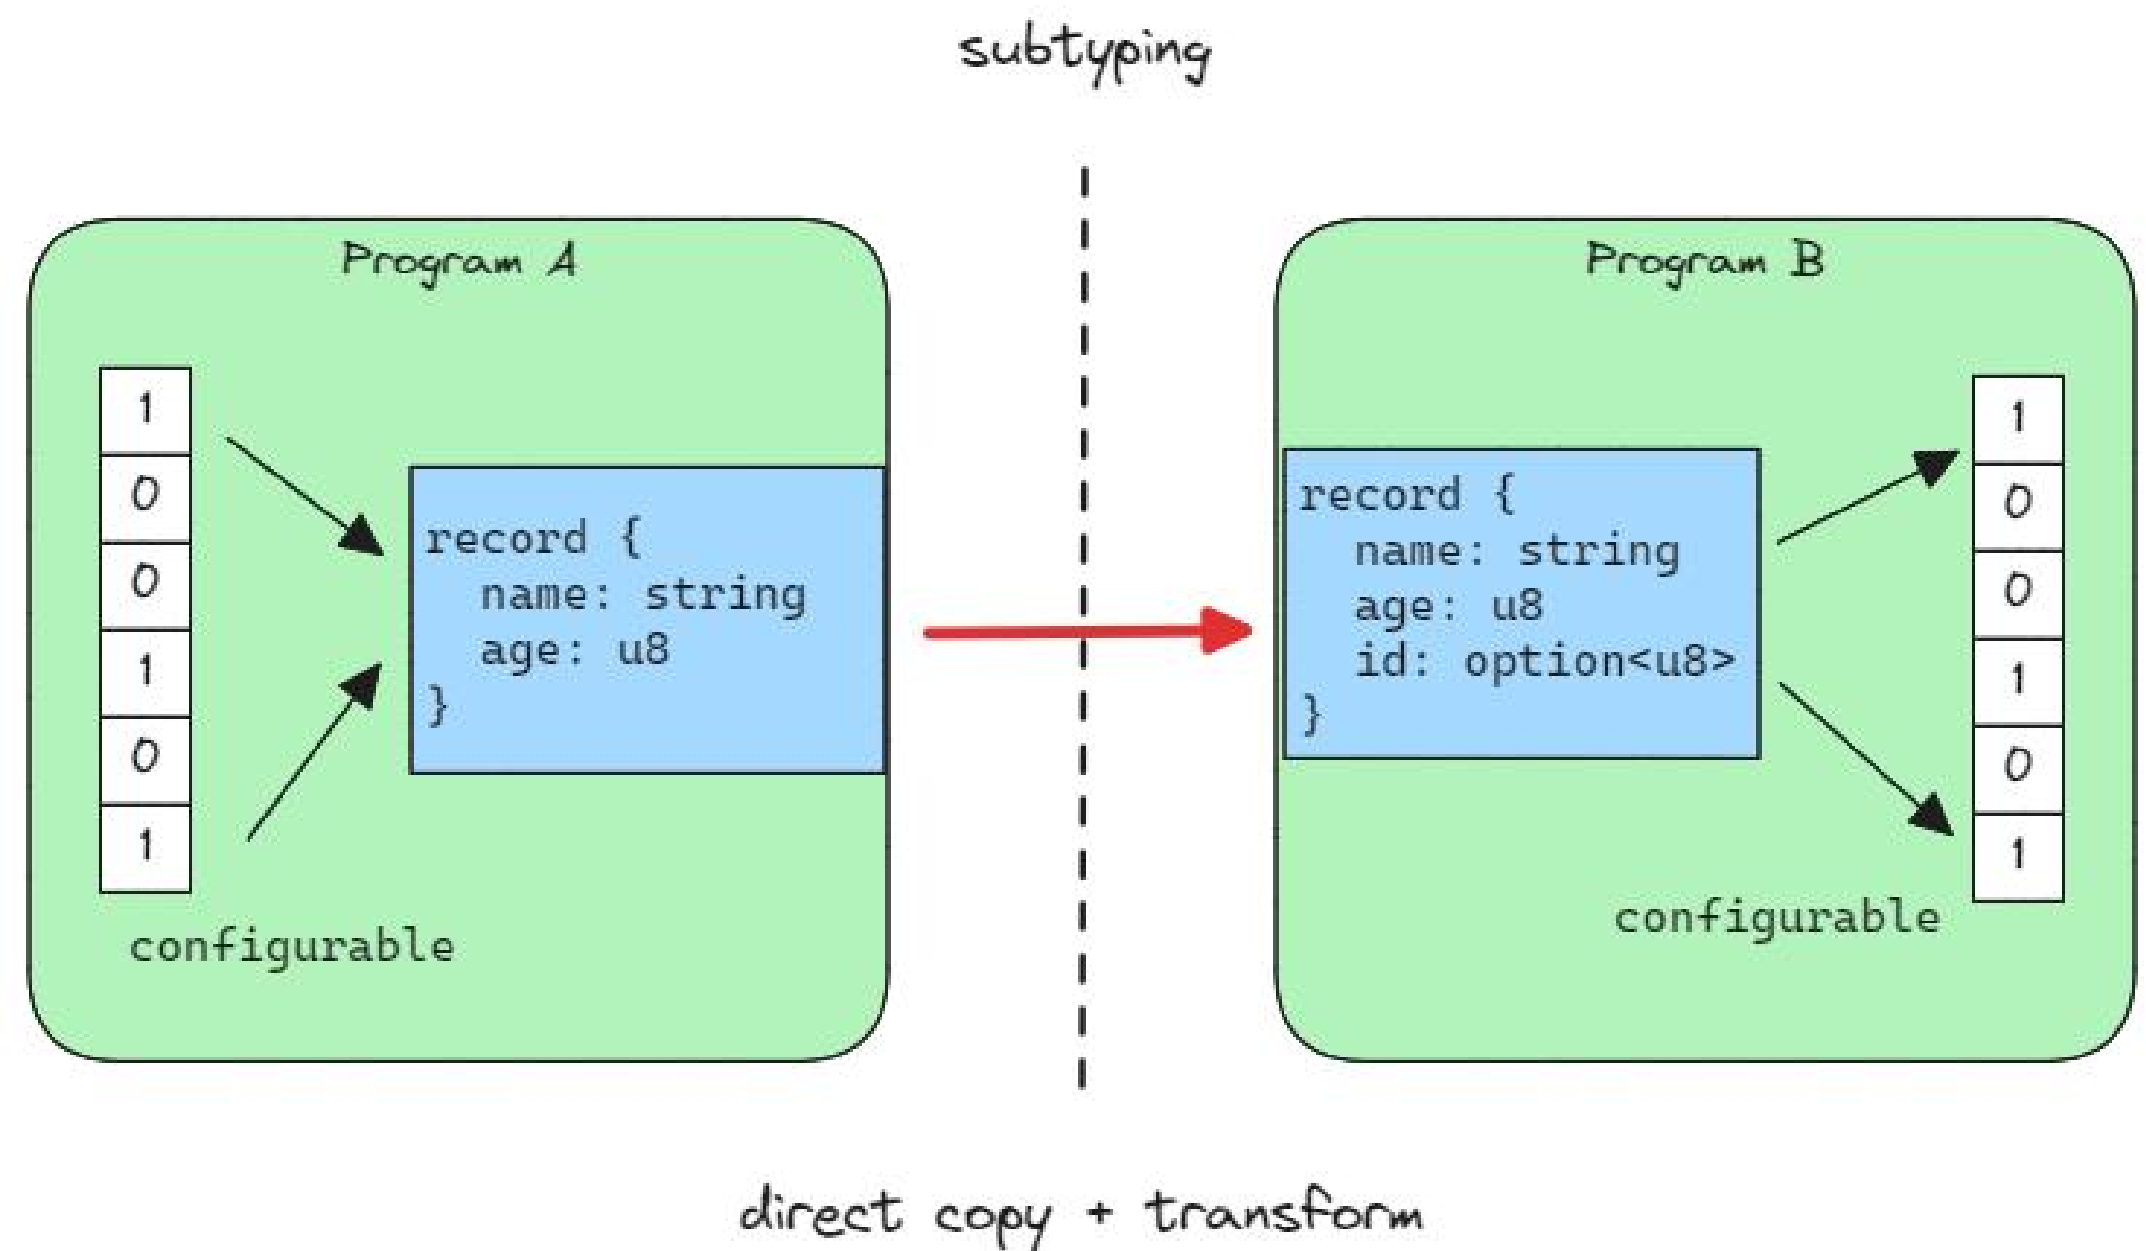 subtyping
Program A
1
0
0
1
0
1
record {
  name: string
  age: u8
}
configurable
Program B
record {
  name: string
  age: u8
  id: option<u8>
}
1
0
0
1
0
1
configurable
direct copy + transform